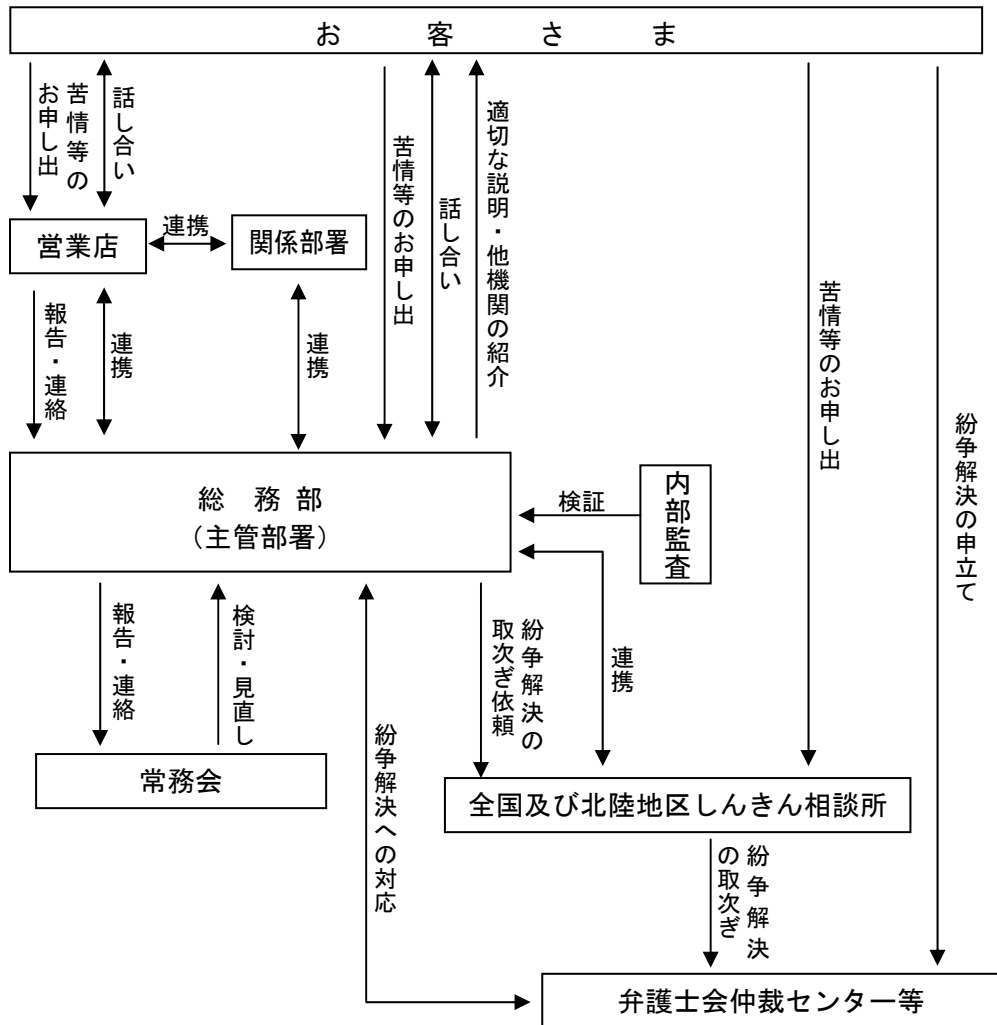 お客さま
苦情等の
お申し出
話し合い
苦情等のお申し出
話し合い
適切な説明・他機関の紹介
苦情等のお申し出
紛争解決の申立て
営業店
連携
関係部署
報告・連絡
連携
連携
総務部
（主管部署）
検証
内部監査
報告・連絡
検討・見直し
紛争解決への対応
紛争解決の
取次ぎ依頼
連携
常務会
全国及び北陸地区しんきん相談所
紛争解決
の取次ぎ
弁護士会仲裁センター等